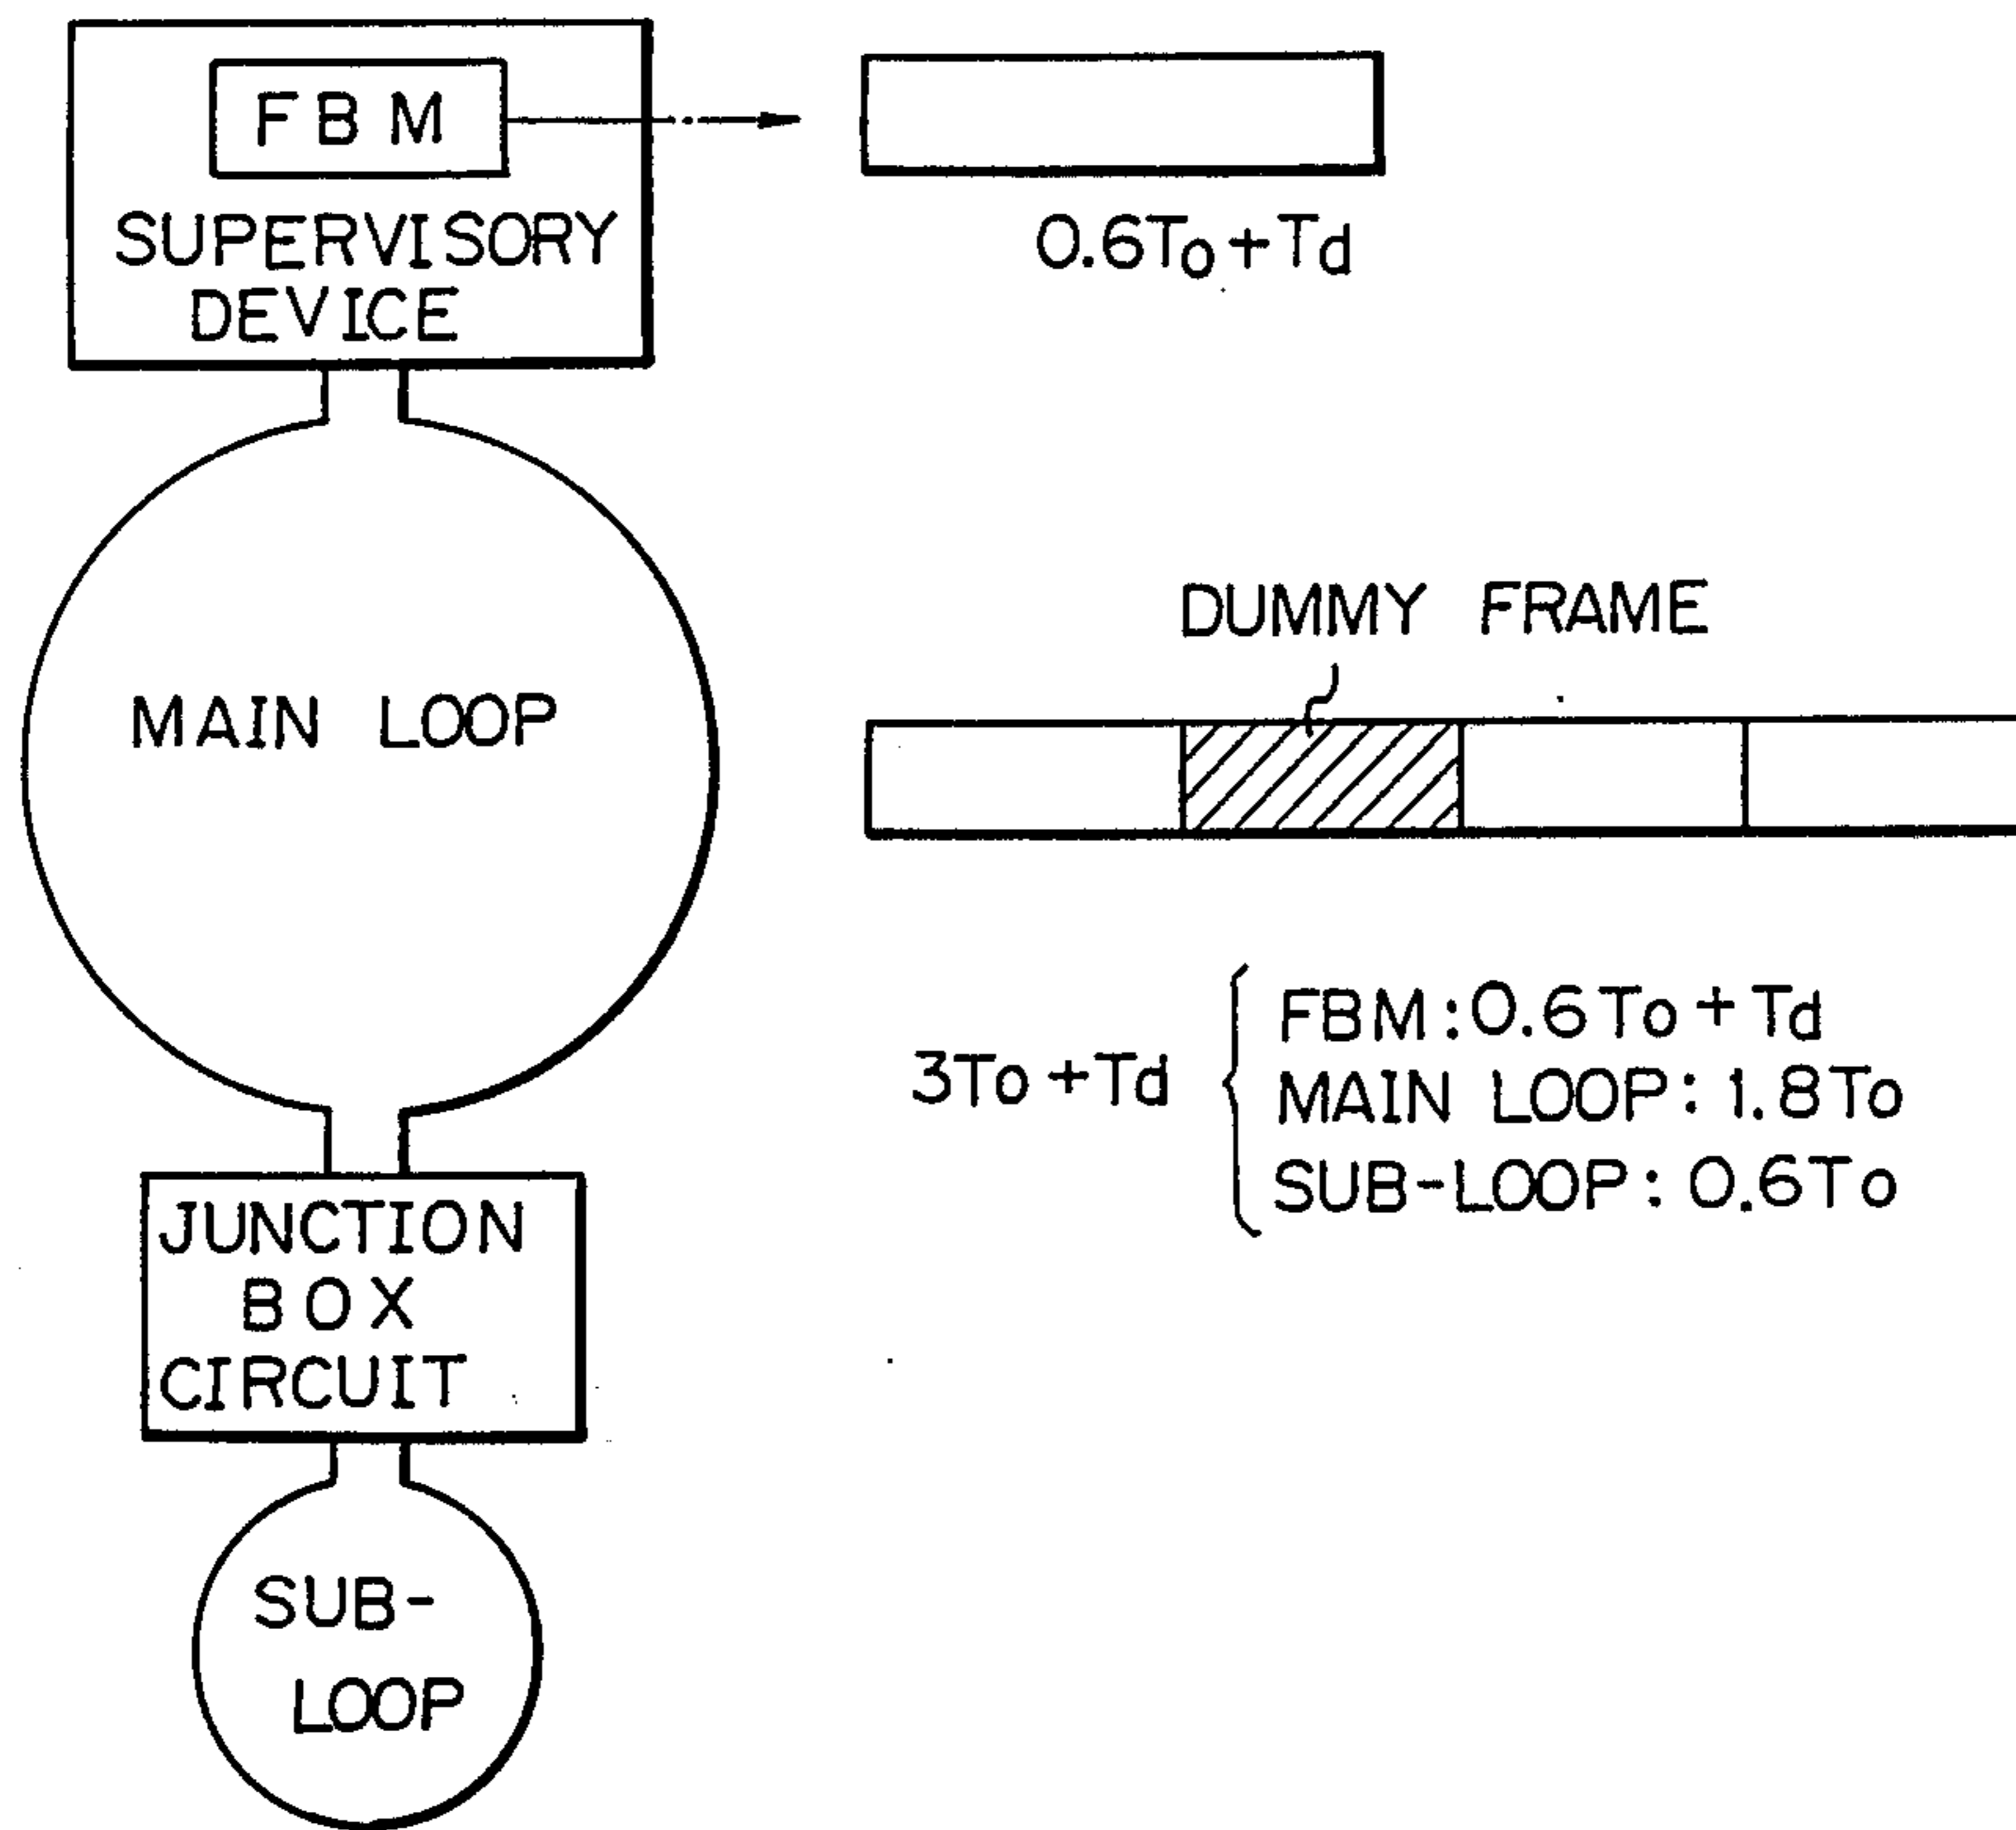 FBM
SUPERVISORY
DEVICE
0.6To+Td
MAIN LOOP
DUMMY FRAME
3To+Td
FBM:0.6To+Td
MAIN LOOP:1.8To
SUB-LOOP:0.6To
JUNCTION
BOX
CIRCUIT
SUB-
LOOP